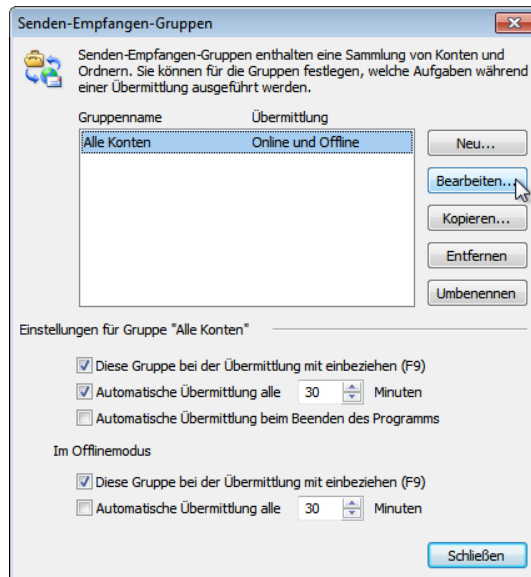 Senden-Empfangen-Gruppen
Senden-Empfangen-Gruppen enthalten eine Sammlung von Konten und
Ordnern. Sie können für die Gruppen festlegen, welche Aufgaben während
einer Übermittlung ausgeführt werden.
Gruppenname Übermittlung
Alle Konten Online und Offline
Neu...
Bearbeiten...
Kopieren...
Entfernen
Umbenennen
Einstellungen für Gruppe "Alle Konten"
Diese Gruppe bei der Übermittlung mit einbeziehen (F9)
Automatische Übermittlung alle 30 Minuten
Automatische Übermittlung beim Beenden des Programms
Im Offlinemodus
Diese Gruppe bei der Übermittlung mit einbeziehen (F9)
Automatische Übermittlung alle 30 Minuten
Schließen